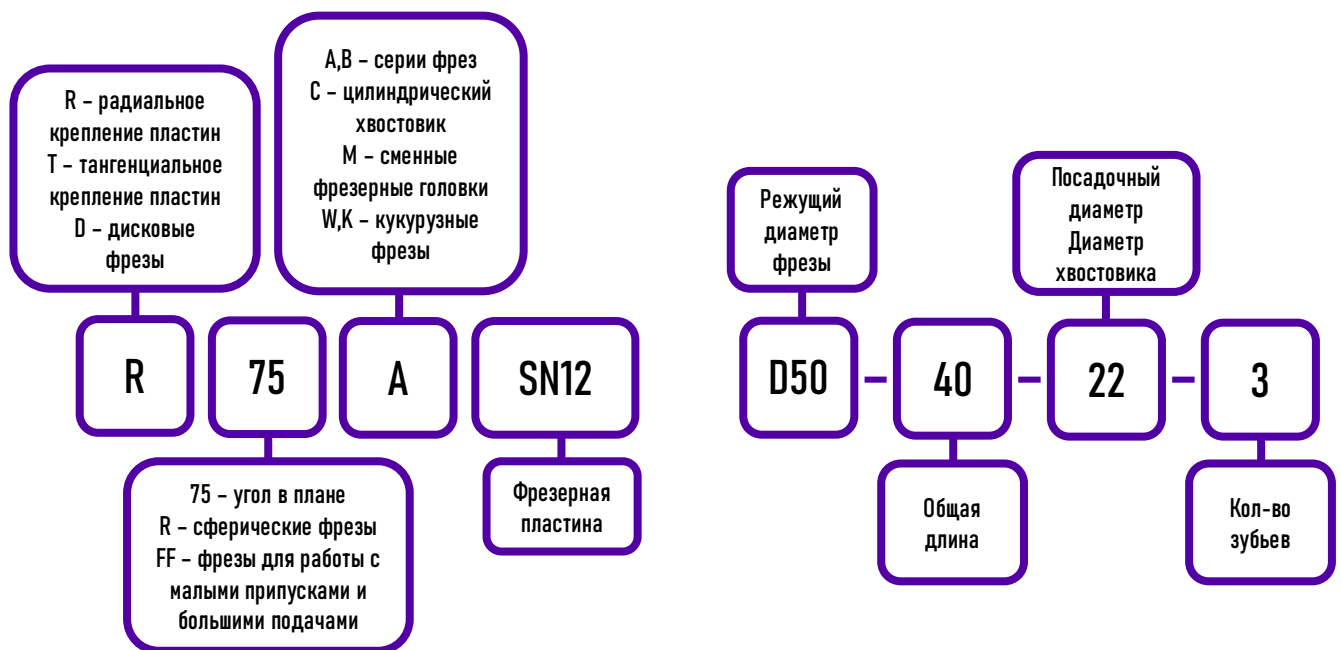 R – радиальное
крепление пластин
T – тангенциальное
крепление пластин
D – дисковые
фрезы
A,B – серии фрез
C – цилиндрический
хвостовик
M – сменные
фрезерные головки
W,K – кукурузные
фрезы
R
75
A
SN12
75 – угол в плане
R – сферические фрезы
FF – фрезы для работы с
малыми припусками и
большими подачами
Фрезерная
пластина
Режущий
диаметр
фрезы
Посадочный
диаметр
Диаметр
хвостовика
D50 – 40 – 22 – 3
Общая
длина
Кол-во
зубьев